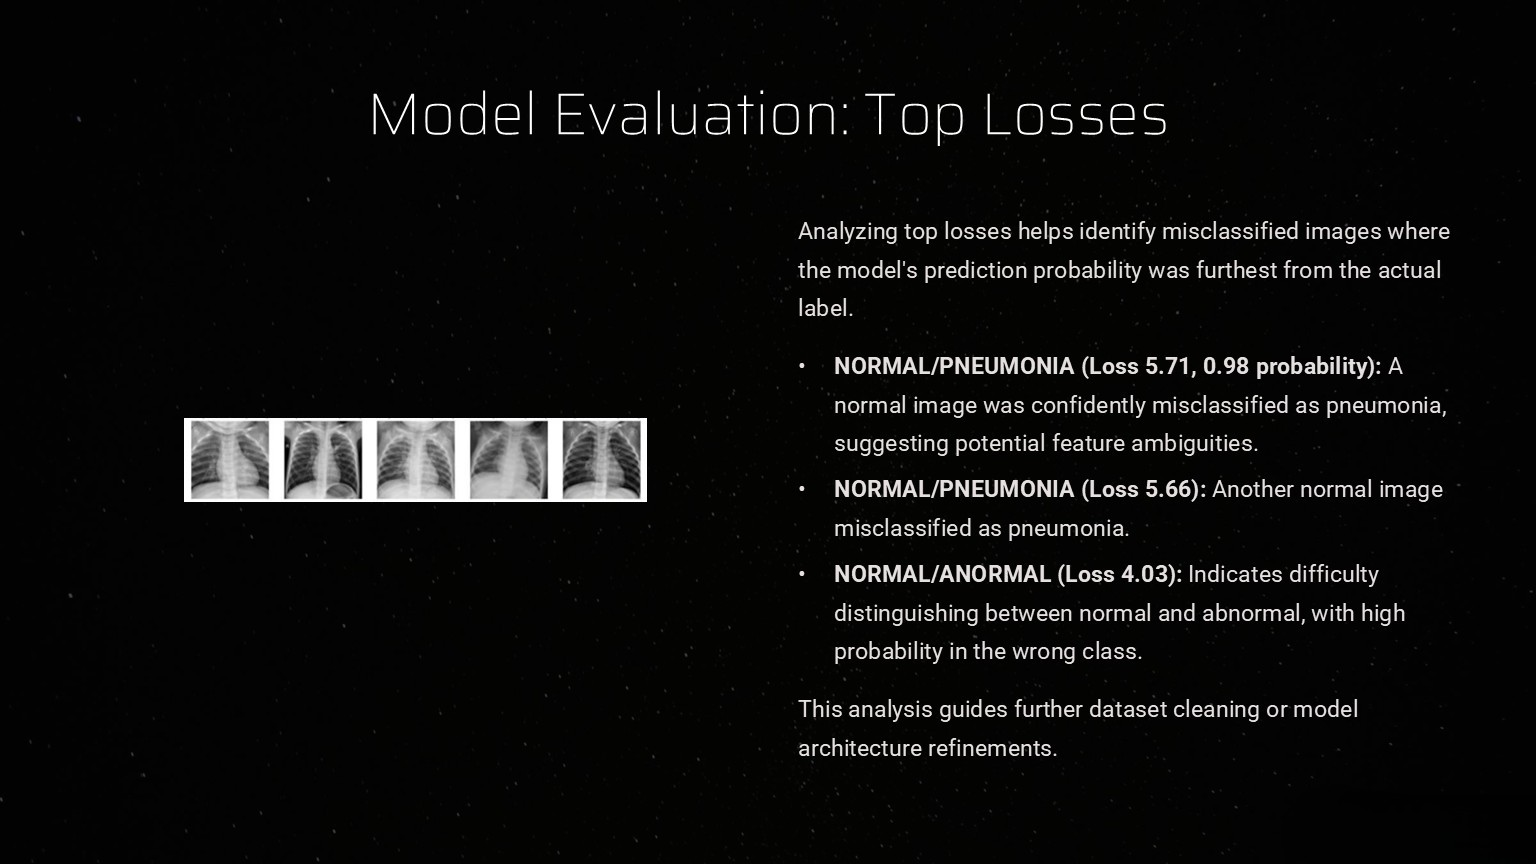 Model Evaluation: Top Losses
Analyzing top losses helps identify misclassified images where
the model's prediction probability was furthest from the actual
label.
• NORMAL/PNEUMONIA (Loss 5.71, 0.98 probability): A
normal image was confidently misclassified as pneumonia,
suggesting potential feature ambiguities.
• NORMAL/PNEUMONIA (Loss 5.66): Another normal image
misclassified as pneumonia.
• NORMAL/ANORMAL (Loss 4.03): Indicates difficulty
distinguishing between normal and abnormal, with high
probability in the wrong class.
This analysis guides further dataset cleaning or model
architecture refinements.